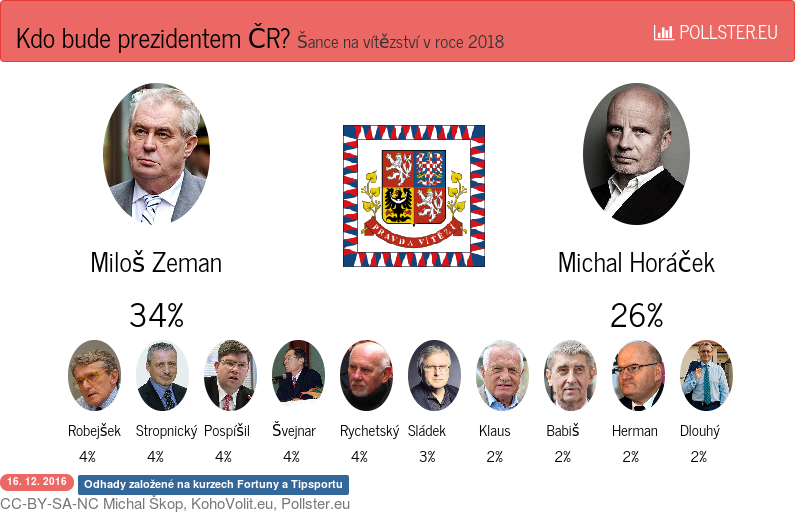 Kdo bude prezidentem ČR? Šance na vítězství v roce 2018
POLLSTER.EU
PRAVDA VÍTĚZÍ
Miloš Zeman
Michal Horáček
34%
26%
Robejšek Stropnický Pospíšil Švejnar Rychetský Sládek Klaus Babiš Herman Dlouhý
4% 4% 4% 4% 4% 3% 2% 2% 2% 2%
16. 12. 2016 Odhady založené na kurzech Fortuny a Tipsportu
CC-BY-SA-NC Michal Škop, KohoVolit.eu, Pollster.eu